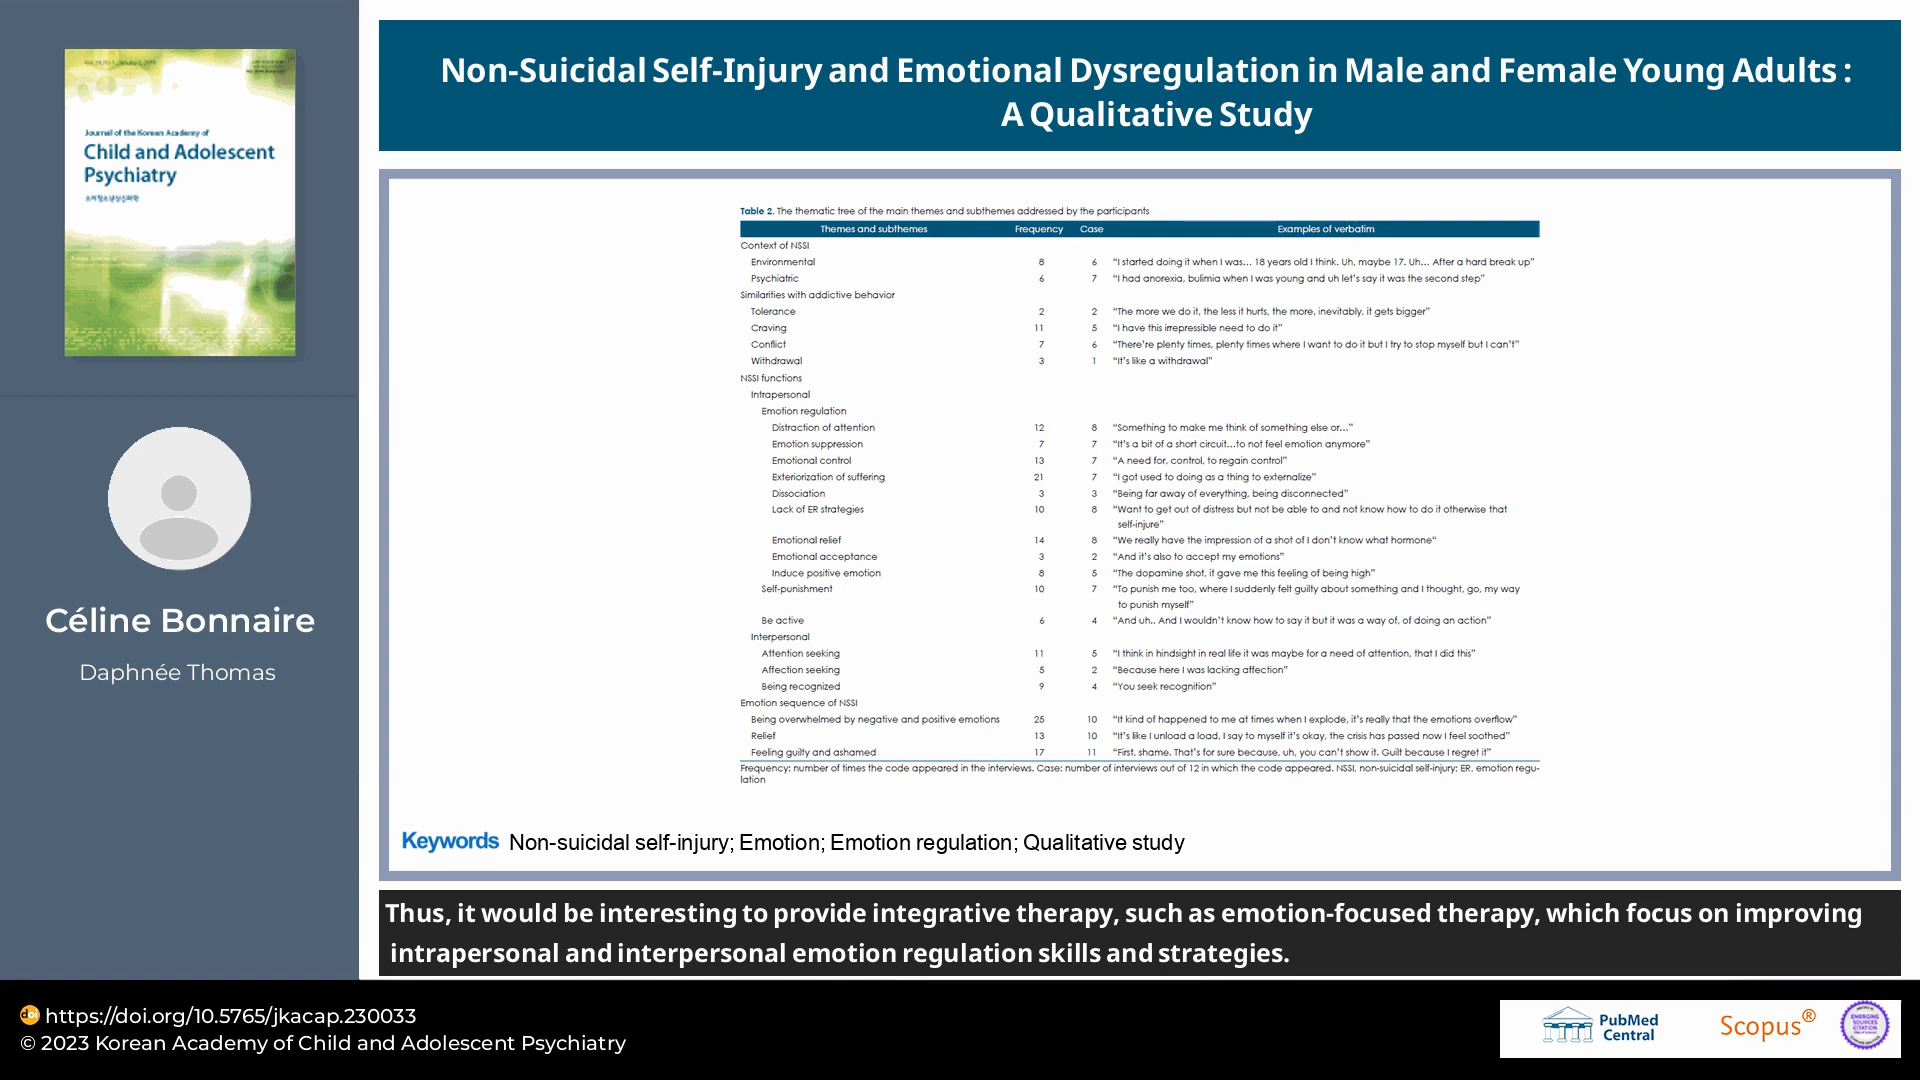 Journal of the Korean Academy of
Child and Adolescent
Psychiatry
Céline Bonnaire
Daphnée Thomas
Non-Suicidal Self-Injury and Emotional Dysregulation in Male and Female Young Adults :
A Qualitative Study
Table 2. The thematic tree of the main themes and subthemes addressed by the participants
Themes and subthemes Frequency Case Examples of verbatim
Context of NSSI
Environmental 8 6 “I started doing it when I was… 18 years old I think. Uh, maybe 17. Uh… After a hard break up”
Psychiatric 6 7 “I had anorexia, bulimia when I was young and uh let’s say it was the second step”
Similarities with addictive behavior
Tolerance 2 2 “The more we do it, the less it hurts, the more, inevitably, it gets bigger”
Craving 11 5 “I have this irrepressible need to do it”
Conflict 7 6 “There’re plenty times, plenty times where I want to do it but I try to stop myself but I can’t”
Withdrawal 3 1 “It’s like a withdrawal”
NSSI functions
Intrapersonal
Emotion regulation
Distraction of attention 12 8 “Something to make me think of something else or…”
Emotion suppression 7 7 “It’s a bit of a short circuit…to not feel emotion anymore”
Emotional control 13 7 “A need for, control, to regain control”
Exteriorization of suffering 21 7 “I got used to doing as a thing to externalize”
Dissociation 3 3 “Being far away of everything, being disconnected”
Lack of ER strategies 10 8 “Want to get out of distress but not be able to and not know how to do it otherwise that
self-injure”
Emotional relief 14 8 “We really have the impression of a shot of I don’t know what hormone“
Emotional acceptance 3 2 “And it’s also to accept my emotions”
Induce positive emotion 8 5 “The dopamine shot, it gave me this feeling of being high”
Self-punishment 10 7 “To punish me too, where I suddenly felt guilty about something and I thought, go, my way
to punish myself”
Be active 6 4 “And uh.. And I wouldn’t know how to say it but it was a way of, of doing an action”
Interpersonal
Attention seeking 11 5 “I think in hindsight in real life it was maybe for a need of attention, that I did this”
Affection seeking 5 2 “Because here I was lacking affection”
Being recognized 9 4 “You seek recognition”
Emotion sequence of NSSI
Being overwhelmed by negative and positive emotions 25 10 “It kind of happened to me at times when I explode, it’s really that the emotions overflow”
Relief 13 10 “It’s like I unload a load, I say to myself it’s okay, the crisis has passed now I feel soothed”
Feeling guilty and ashamed 17 11 “First, shame. That’s for sure because, uh, you can’t show it. Guilt because I regret it”
Frequency: number of times the code appeared in the interviews. Case: number of interviews out of 12 in which the code appeared. NSSI, non-suicidal self-injury; ER, emotion regu-
lation
Keywords Non-suicidal self-injury; Emotion; Emotion regulation; Qualitative study
Thus, it would be interesting to provide integrative therapy, such as emotion-focused therapy, which focus on improving
intrapersonal and interpersonal emotion regulation skills and strategies.
doi https://doi.org/10.5765/jkacap.230033
© 2023 Korean Academy of Child and Adolescent Psychiatry
PubMed
Central
Scopus®
EMERGING
SOURCES
CITATION